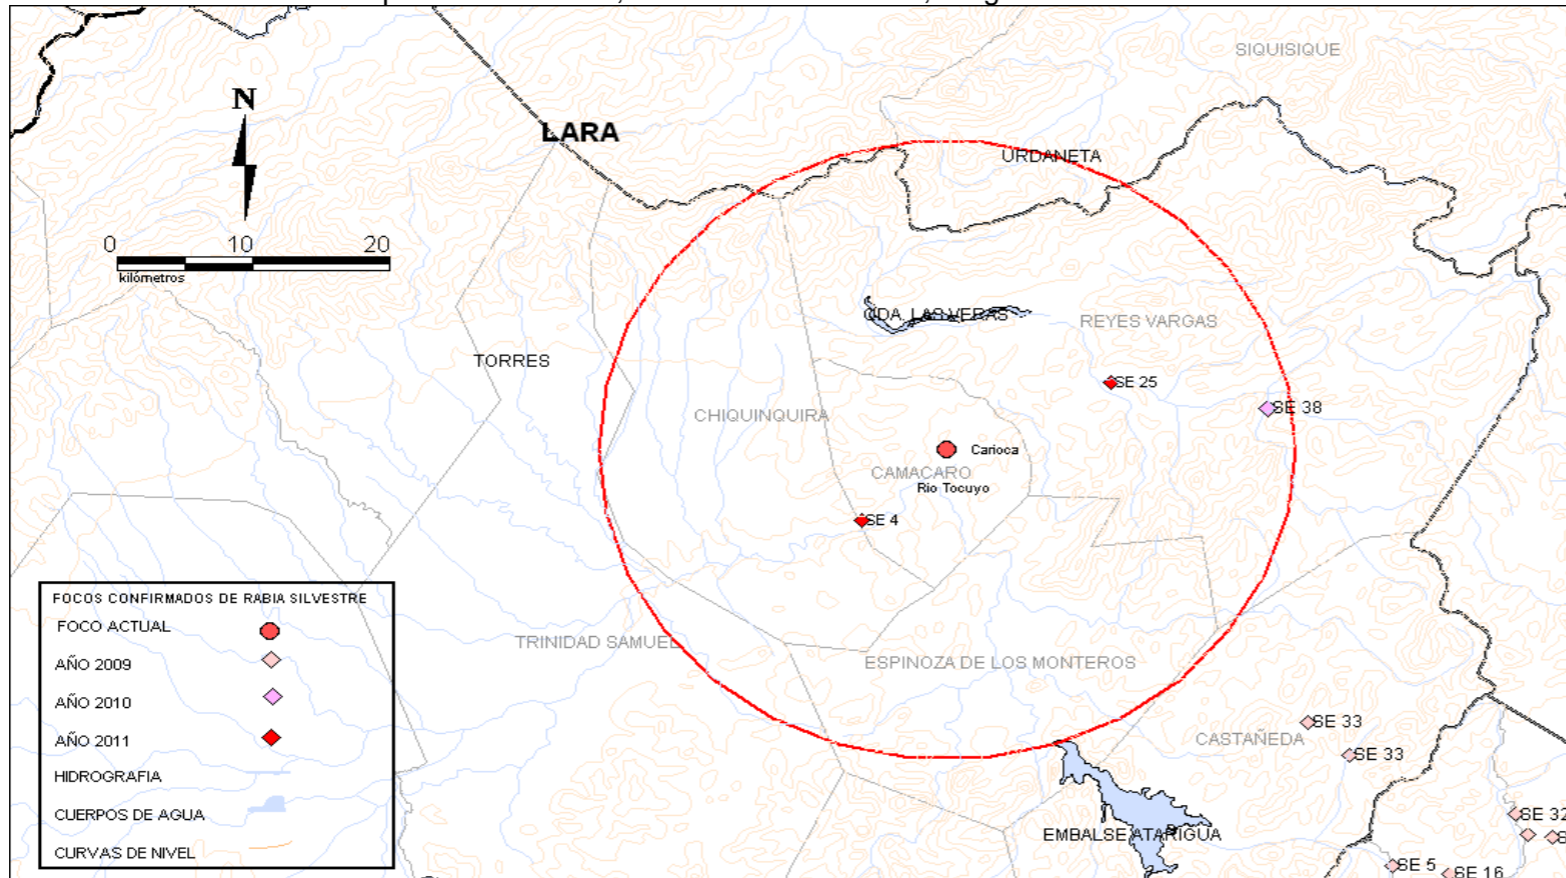 SIQUISIQUE
N
LARA
URDANETA
0 10 20
kilómetros
QDA. LAS VERAS
REYES VARGAS
TORRES
SE 25
CHIQUINQUIRA
SE 38
Carioca
CAMACARO
Rio Tocuyo
SE 4
FOCOS CONFIRMADOS DE RABIA SILVESTRE
FOCO ACTUAL
AÑO 2009
AÑO 2010
AÑO 2011
HIDROGRAFIA
CUERPOS DE AGUA
CURVAS DE NIVEL
TRINIDAD SAMUEL
ESPINOZA DE LOS MONTEROS
SE 33
CASTAÑEDA
SE 33
SE 32
EMBALSE ATARIGUA
SE 5
SE 16